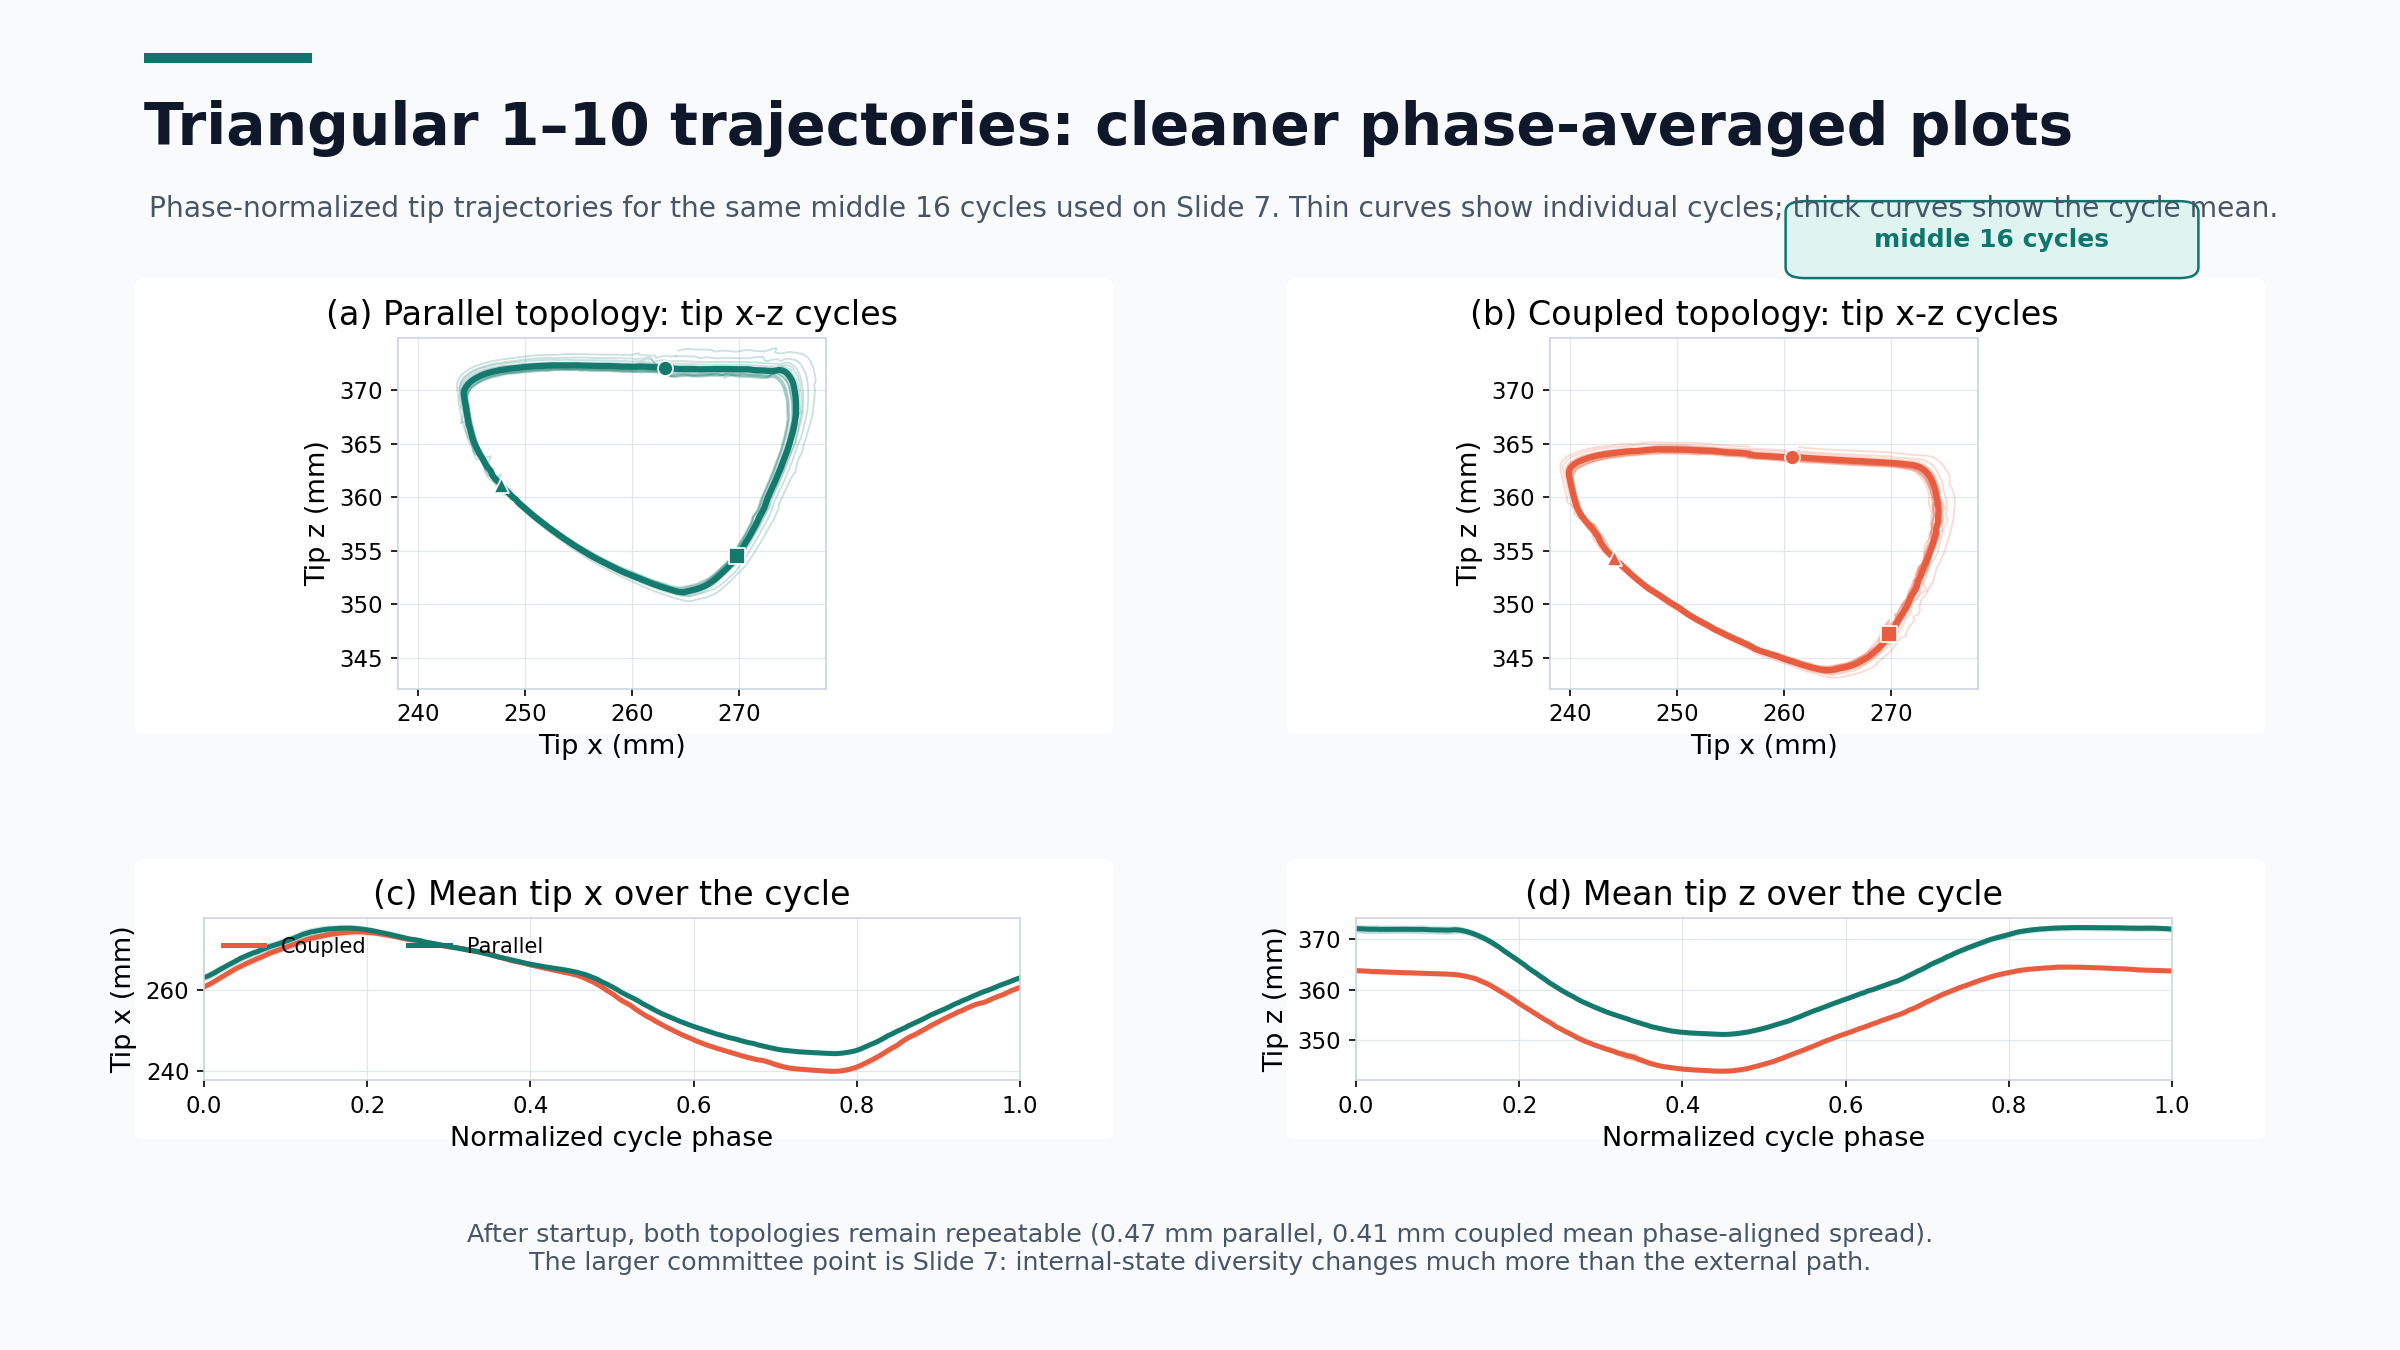 Triangular 1–10 trajectories: cleaner phase-averaged plots
Phase-normalized tip trajectories for the same middle 16 cycles used on Slide 7. Thin curves show individual cycles; thick curves show the cycle mean.
middle 16 cycles
(a) Parallel topology: tip x-z cycles
Tip z (mm)
370
365
360
355
350
345
240 250 260 270
Tip x (mm)
(b) Coupled topology: tip x-z cycles
Tip z (mm)
370
365
360
355
350
345
240 250 260 270
Tip x (mm)
(c) Mean tip x over the cycle
Coupled Parallel
Tip x (mm)
260
240
0.0 0.2 0.4 0.6 0.8 1.0
Normalized cycle phase
(d) Mean tip z over the cycle
Tip z (mm)
370
360
350
0.0 0.2 0.4 0.6 0.8 1.0
Normalized cycle phase
After startup, both topologies remain repeatable (0.47 mm parallel, 0.41 mm coupled mean phase-aligned spread).
The larger committee point is Slide 7: internal-state diversity changes much more than the external path.